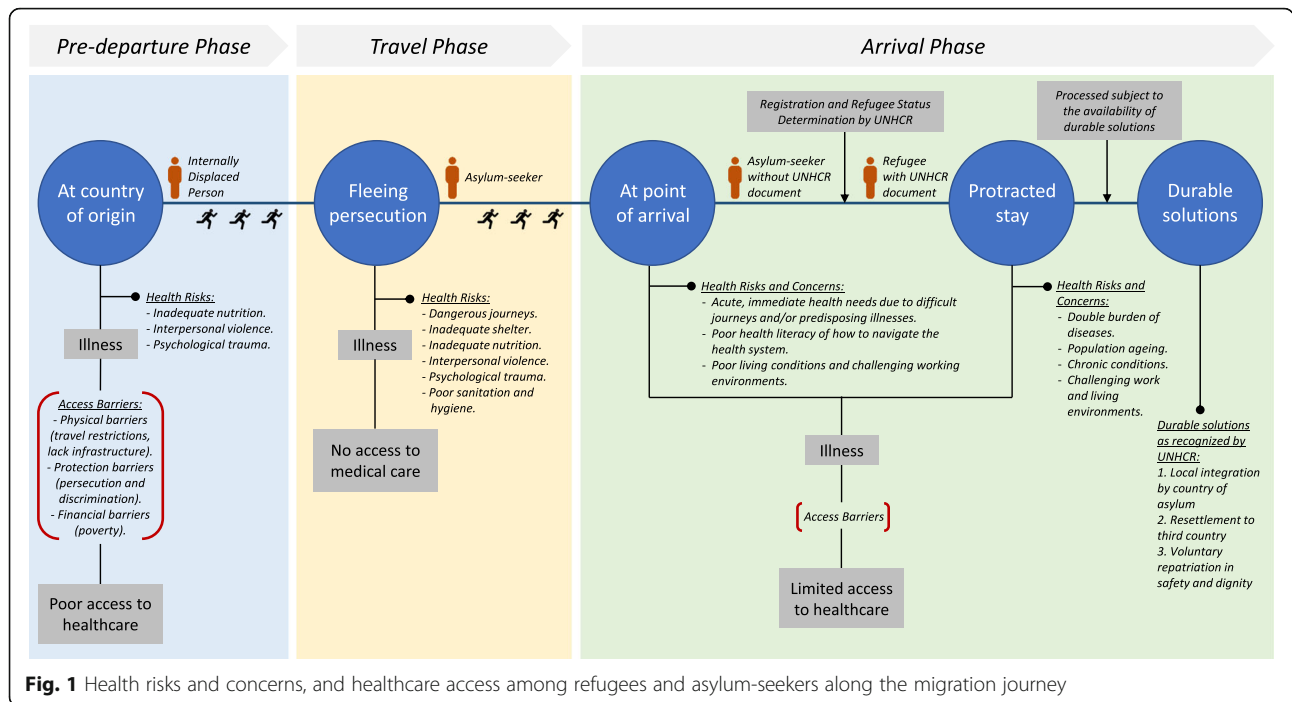 Pre-departure Phase
Travel Phase
Arrival Phase
At country
of origin
Internally
Displaced
Person
Health Risks:
- Inadequate nutrition.
- Interpersonal violence.
- Psychological trauma.
Illness
Access Barriers:
- Physical barriers
(travel restrictions,
lack infrastructure).
- Protection barriers
(persecution and
discrimination).
- Financial barriers
(poverty).
Poor access to
healthcare
Fleeing
persecution
Asylum-seeker
Health Risks:
- Dangerous journeys.
- Inadequate shelter.
- Inadequate nutrition.
- Interpersonal violence.
- Psychological trauma.
- Poor sanitation and
hygiene.
Illness
No access to
medical care
Registration and Refugee Status
Determination by UNHCR
Processed subject to
the availability of
durable solutions
At point
of arrival
Asylum-seeker
without UNHCR
document
Refugee
with UNHCR
document
Protracted
stay
Durable
solutions
Health Risks and Concerns:
- Acute, immediate health needs due to difficult
journeys and/or predisposing illnesses.
- Poor health literacy of how to navigate the
health system.
- Poor living conditions and challenging working
environments.
Health Risks and
Concerns:
- Double burden of
diseases.
- Population ageing.
- Chronic conditions.
- Challenging work
and living
environments.
Illness
Access Barriers
Limited access
to healthcare
Durable solutions
as recognized by
UNHCR:
1. Local integration
by country of
asylum
2. Resettlement to
third country
3. Voluntary
repatriation in
safety and dignity
Fig. 1 Health risks and concerns, and healthcare access among refugees and asylum-seekers along the migration journey